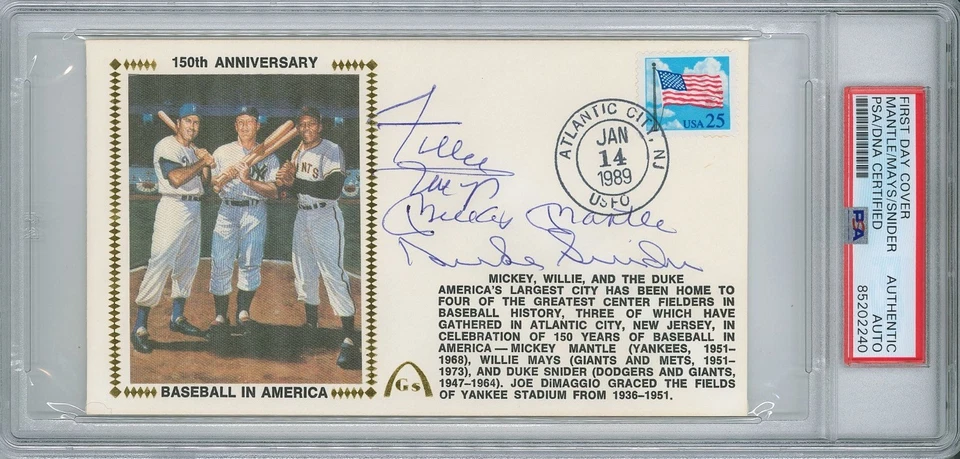 150th ANNIVERSARY
NTS
BASEBALL IN AMERICA
Gs
Willie
Mays
Mickey Mantle
Duke Snider
USA 25
ATLANTIC CITY, NJ
JAN
14
1989
USPO
MICKEY, WILLIE, AND THE DUKE
AMERICA'S LARGEST CITY HAS BEEN HOME TO
FOUR OF THE GREATEST CENTER FIELDERS IN
BASEBALL HISTORY, THREE OF WHICH HAVE
GATHERED IN ATLANTIC CITY, NEW JERSEY, IN
CELEBRATION OF 150 YEARS OF BASEBALL IN
AMERICA — MICKEY MANTLE (YANKEES, 1951–
1968), WILLIE MAYS (GIANTS AND METS, 1951–
1973), AND DUKE SNIDER (DODGERS AND GIANTS,
1947–1964). JOE DiMAGGIO GRACED THE FIELDS
OF YANKEE STADIUM FROM 1936–1951.
FIRST DAY COVER
MANTLE/MAYS/SNIDER
PSA/DNA CERTIFIED
PSA
AUTHENTIC
AUTO
85202240